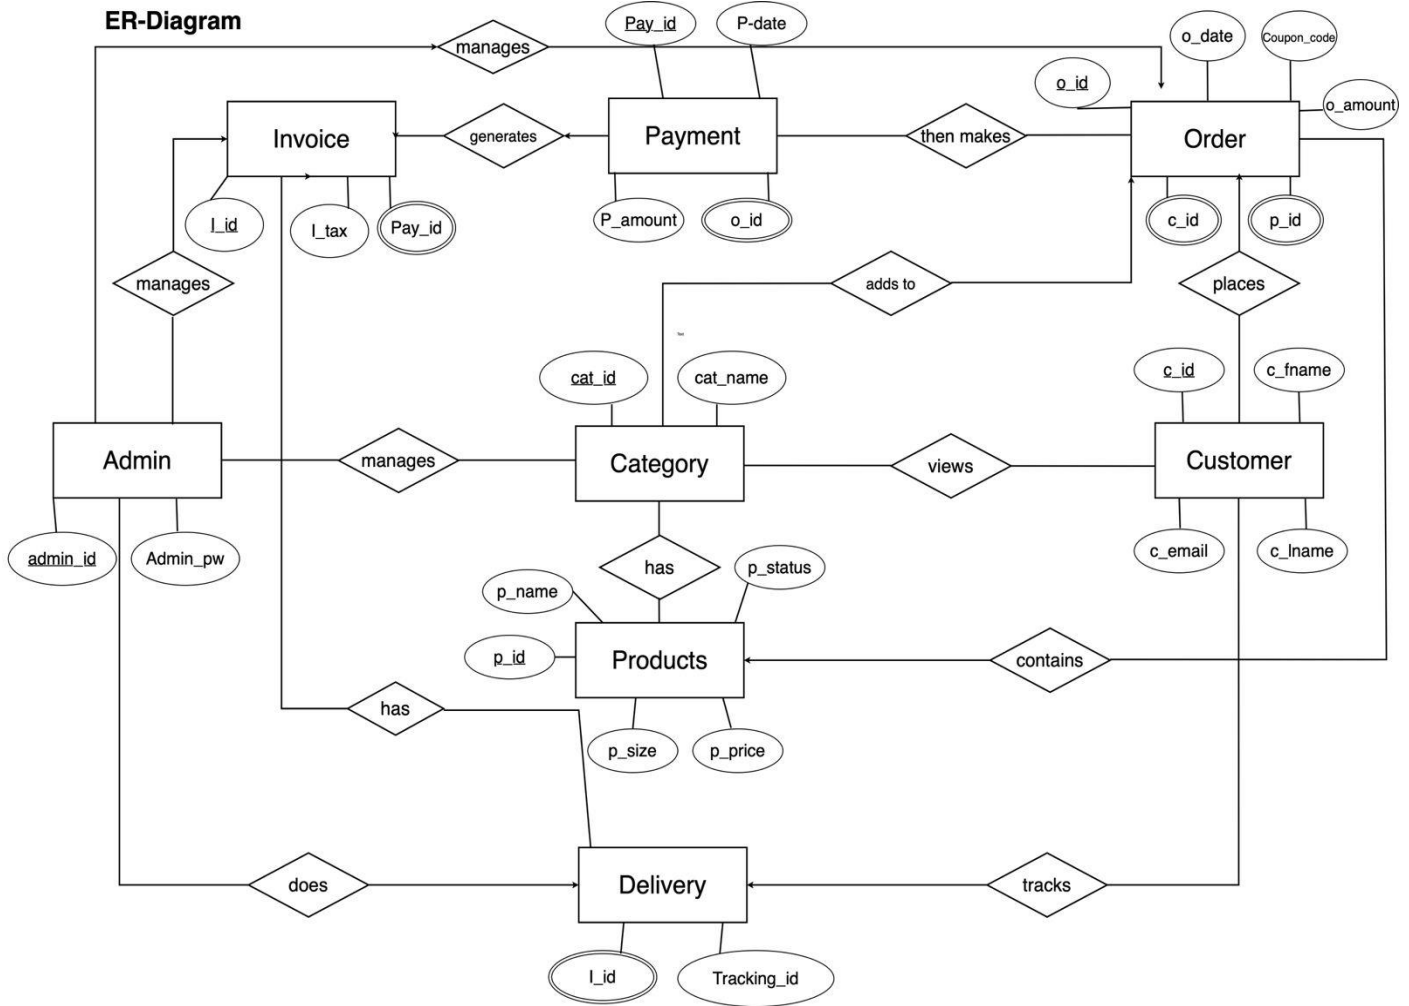 ER-Diagram
manages
Pay_id
P-date
o_date
Coupon_code
o_id
o_amount
Invoice
generates
Payment
then makes
Order
I_id
I_tax
Pay_id
P_amount
o_id
c_id
p_id
manages
adds to
places
cat_id
cat_name
c_id
c_fname
Admin
manages
Category
views
Customer
admin_id
Admin_pw
c_email
c_lname
has
p_status
p_name
p_id
Products
contains
has
p_size
p_price
does
Delivery
tracks
I_id
Tracking_id